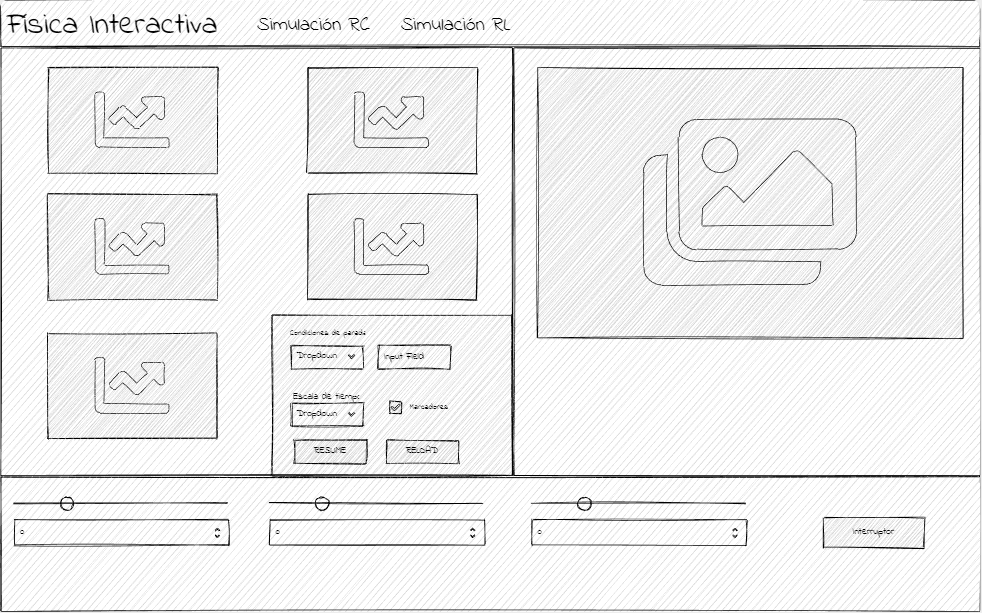 Física Interactiva Simulación RC Simulación RL
Condiciones de parada
Dropdown Input Field
Escala de tiempo
Dropdown Marcadores
RESUME RELOAD
0 0 0 Interruptor